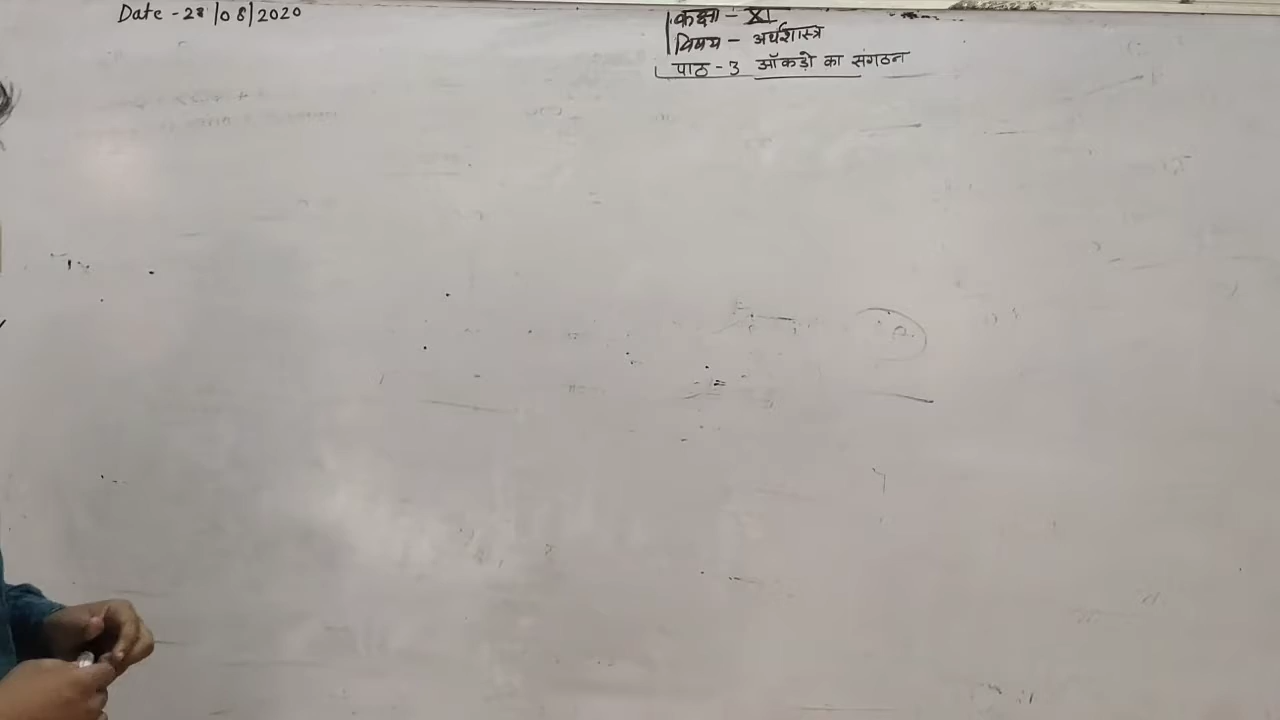 Date - 28/08/2020
कक्षा - XI
विषय - अर्थशास्त्र
पाठ - 3 आँकड़ो का संगठन